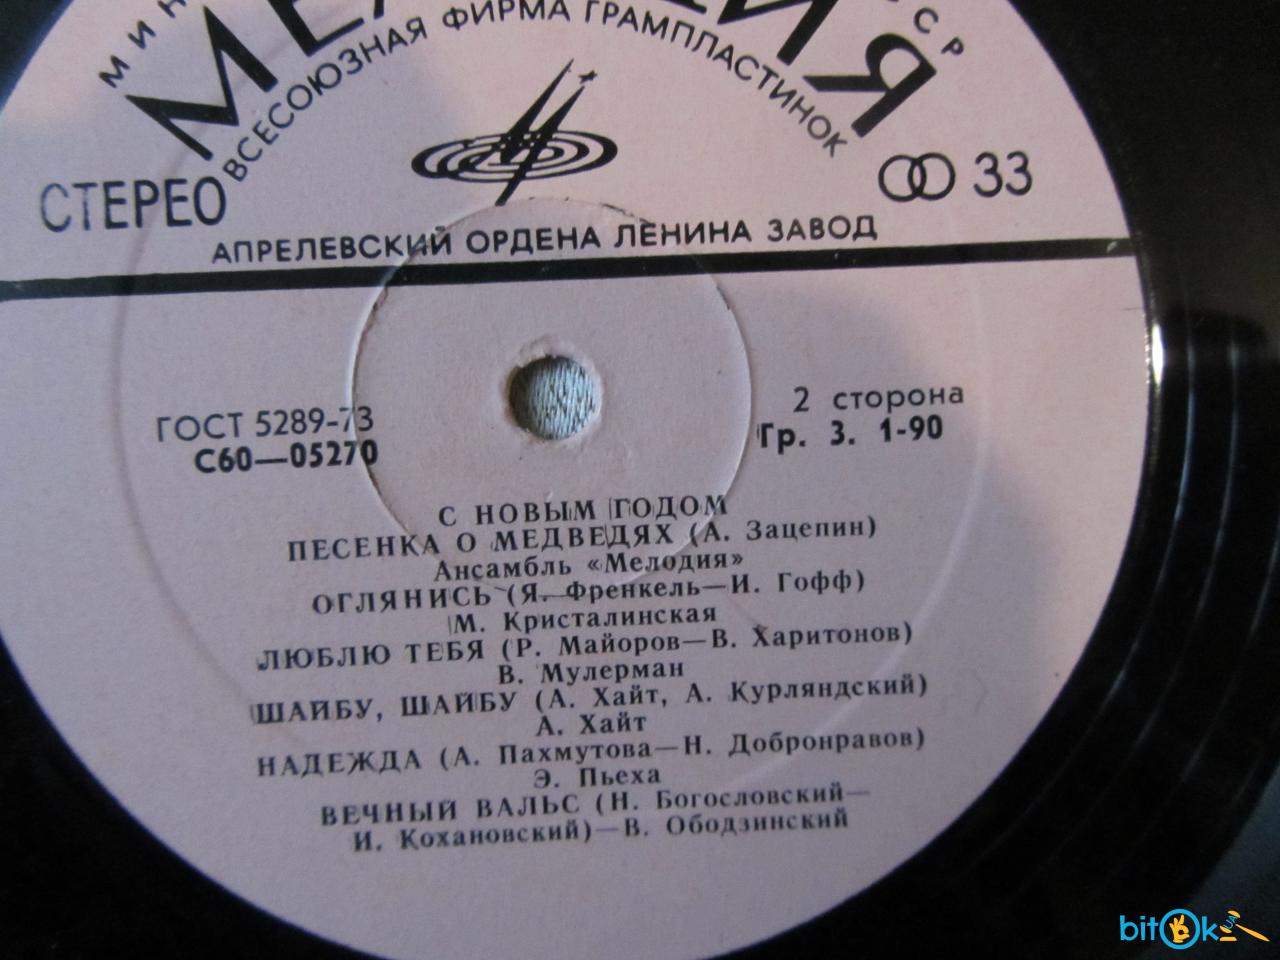 ВСЕСОЮЗНАЯ ФИРМА ГРАМПЛАСТИНОК
СТЕРЕО
33
АПРЕЛЕВСКИЙ ОРДЕНА ЛЕНИНА ЗАВОД
ГОСТ 5289-73
С60—05270
2 сторона
Гр. 3. 1-90
С НОВЫМ ГОДОМ
ПЕСЕНКА О МЕДВЕДЯХ (А. Зацепин)
Ансамбль «Мелодия»
ОГЛЯНИСЬ (Я. Френкель—И. Гофф)
М. Кристалинская
ЛЮБЛЮ ТЕБЯ (Р. Майоров—В. Харитонов)
В. Мулерман
ШАЙБУ, ШАЙБУ (А. Хайт, А. Курляндский)
А. Хайт
НАДЕЖДА (А. Пахмутова—Н. Добронравов)
Э. Пьеха
ВЕЧНЫЙ ВАЛЬС (Н. Богословский—
И. Кохановский)—В. Ободзинский
bitOk UA